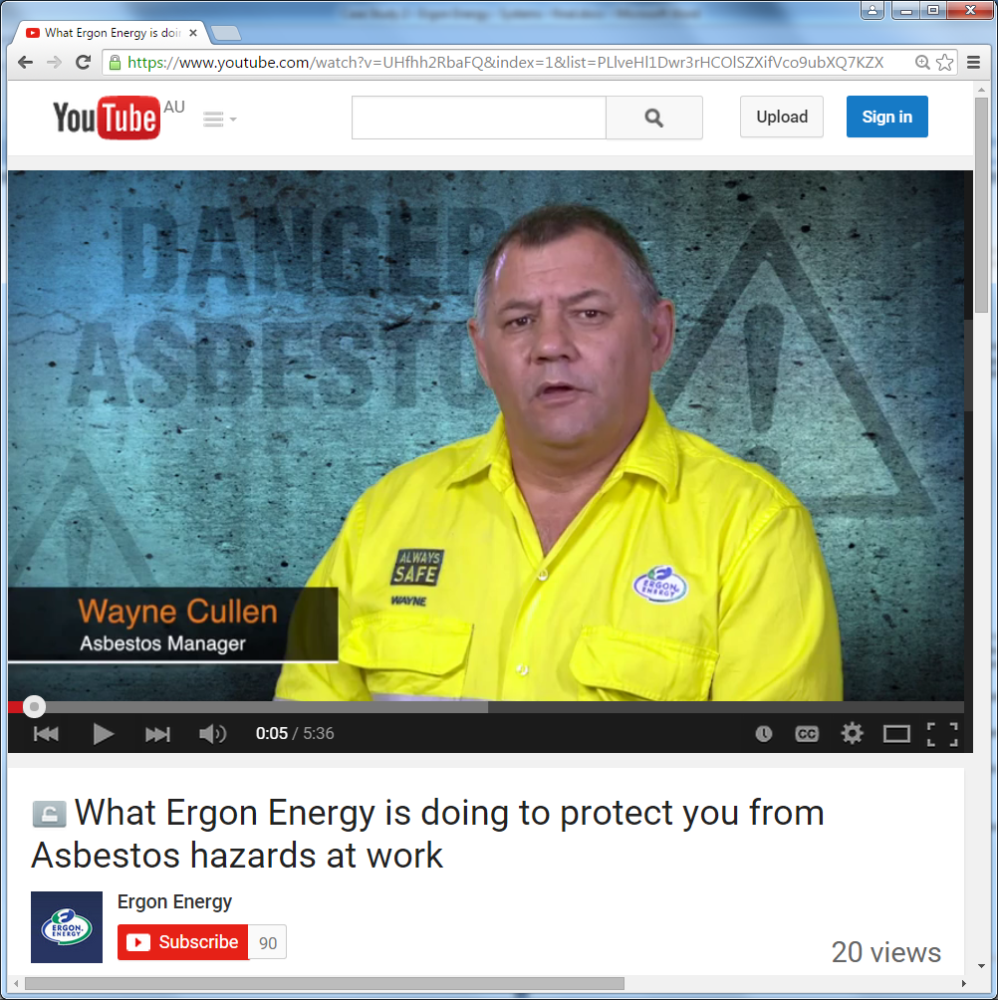 What Ergon Energy is doin
https://www.youtube.com/watch?v=UHfhh2RbaFQ&index=1&list=PLlveHl1Dwr3rHCOlSZXifVco9ubXQ7KZX
YouTube AU
Upload
Sign in
DANGER
ASBESTO
ALWAYS
SAFE
WAYNE
ERGON
ENERGY
Wayne Cullen
Asbestos Manager
0:05 / 5:36
CC
What Ergon Energy is doing to protect you from
Asbestos hazards at work
Ergon Energy
ERGON
ENERGY
Subscribe 90
20 views